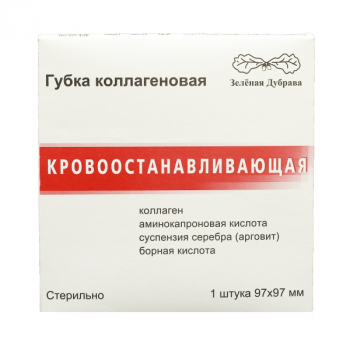 Зелёная Дубрава
Губка коллагеновая
КРОВООСТАНАВЛИВАЮЩАЯ
коллаген
аминокапроновая кислота
суспензия серебра (арговит)
борная кислота
Стерильно
1 штука 97х97 мм